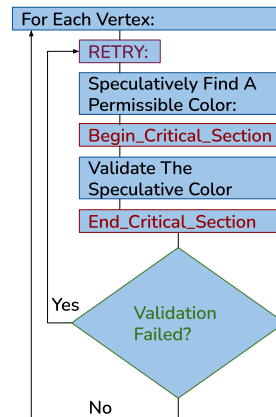 For Each Vertex:
RETRY:
Speculatively Find A
Permissible Color:
Begin_Critical_Section
Validate The
Speculative Color
End_Critical_Section
Validation
Failed?
Yes
No